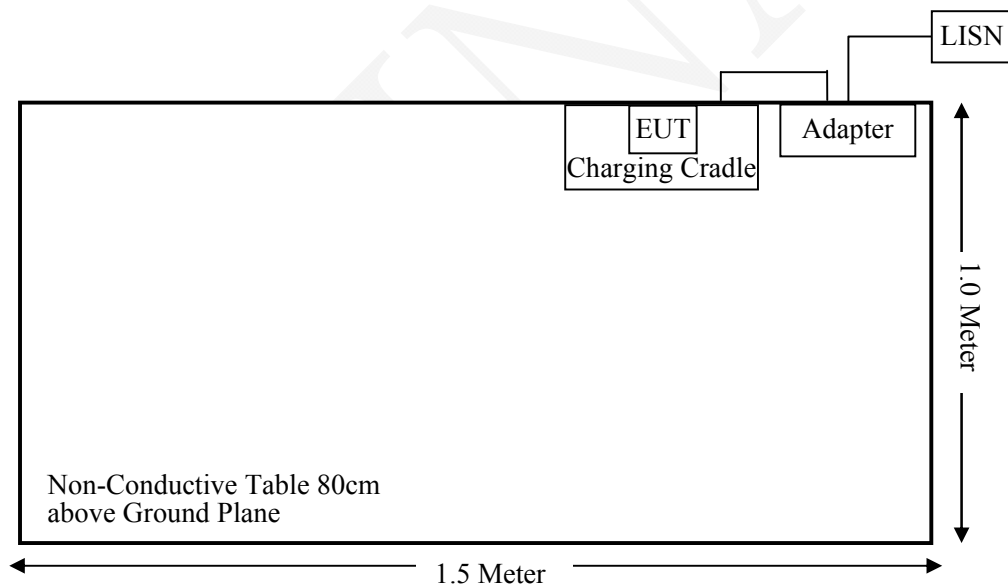 LISN
EUT
Adapter
Charging Cradle
1.0 Meter
Non-Conductive Table 80cm
above Ground Plane
1.5 Meter